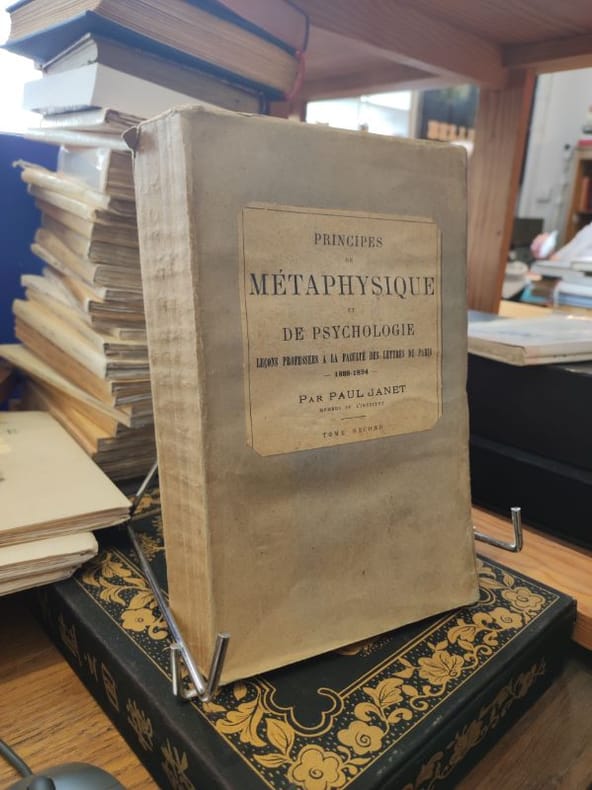 PRINCIPES
DE
MÉTAPHYSIQUE
ET
DE PSYCHOLOGIE
LEÇONS PROFESSÉES A LA FACULTÉ DES LETTRES DE PARIS
— 1888-1894 —
PAR PAUL JANET
MEMBRE DE L'INSTITUT
TOME SECOND